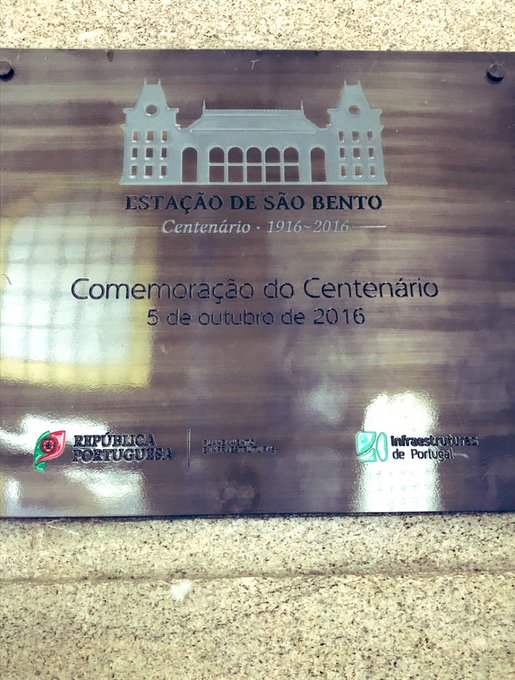 ESTAÇÃO DE SÃO BENTO
Centenário · 1916~2016
Comemoração do Centenário
5 de outubro de 2016
REPÚBLICA
PORTUGUESA
Infraestruturas
de Portugal